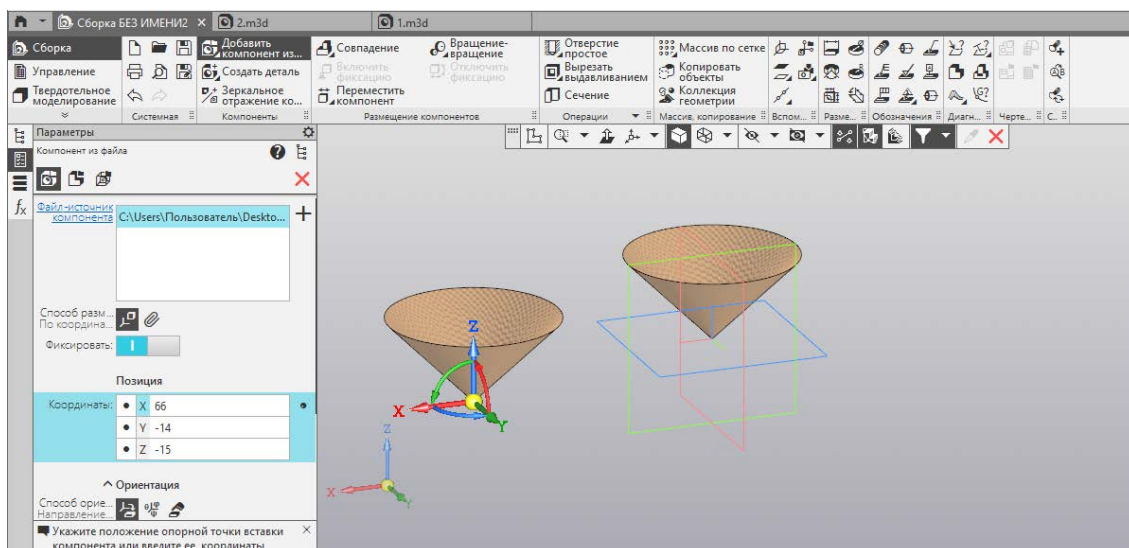 Сборка БЕЗ ИМЕНИ2 ×
2.m3d
1.m3d
Сборка
Управление
Твердотельное
моделирование
Системная
Добавить
компонент из...
Создать деталь
Зеркальное
отражение ко...
Компоненты
Совпадение
Включить
фиксацию
Переместить
компонент
Вращение-
вращение
Отключить
фиксацию
Размещение компонентов
Отверстие
простое
Вырезать
выдавливанием
Сечение
Операции
Массив по сетке
Копировать
объекты
Коллекция
геометрии
Массив, копирование
Вспом...
Разме...
Обозначения
Диагн...
Черте...
С...
Параметры
Компонент из файла
Файл-источник
компонента
C:\Users\Пользователь\Deskto...
Способ разм...
По координа...
Фиксировать:
Позиция
Координаты:
X 66
Y -14
Z -15
Ориентация
Способ орие...
Направление...
Укажите положение опорной точки вставки
компонента или введите ее координаты
fx
Z
X
Y
Z
X
Y